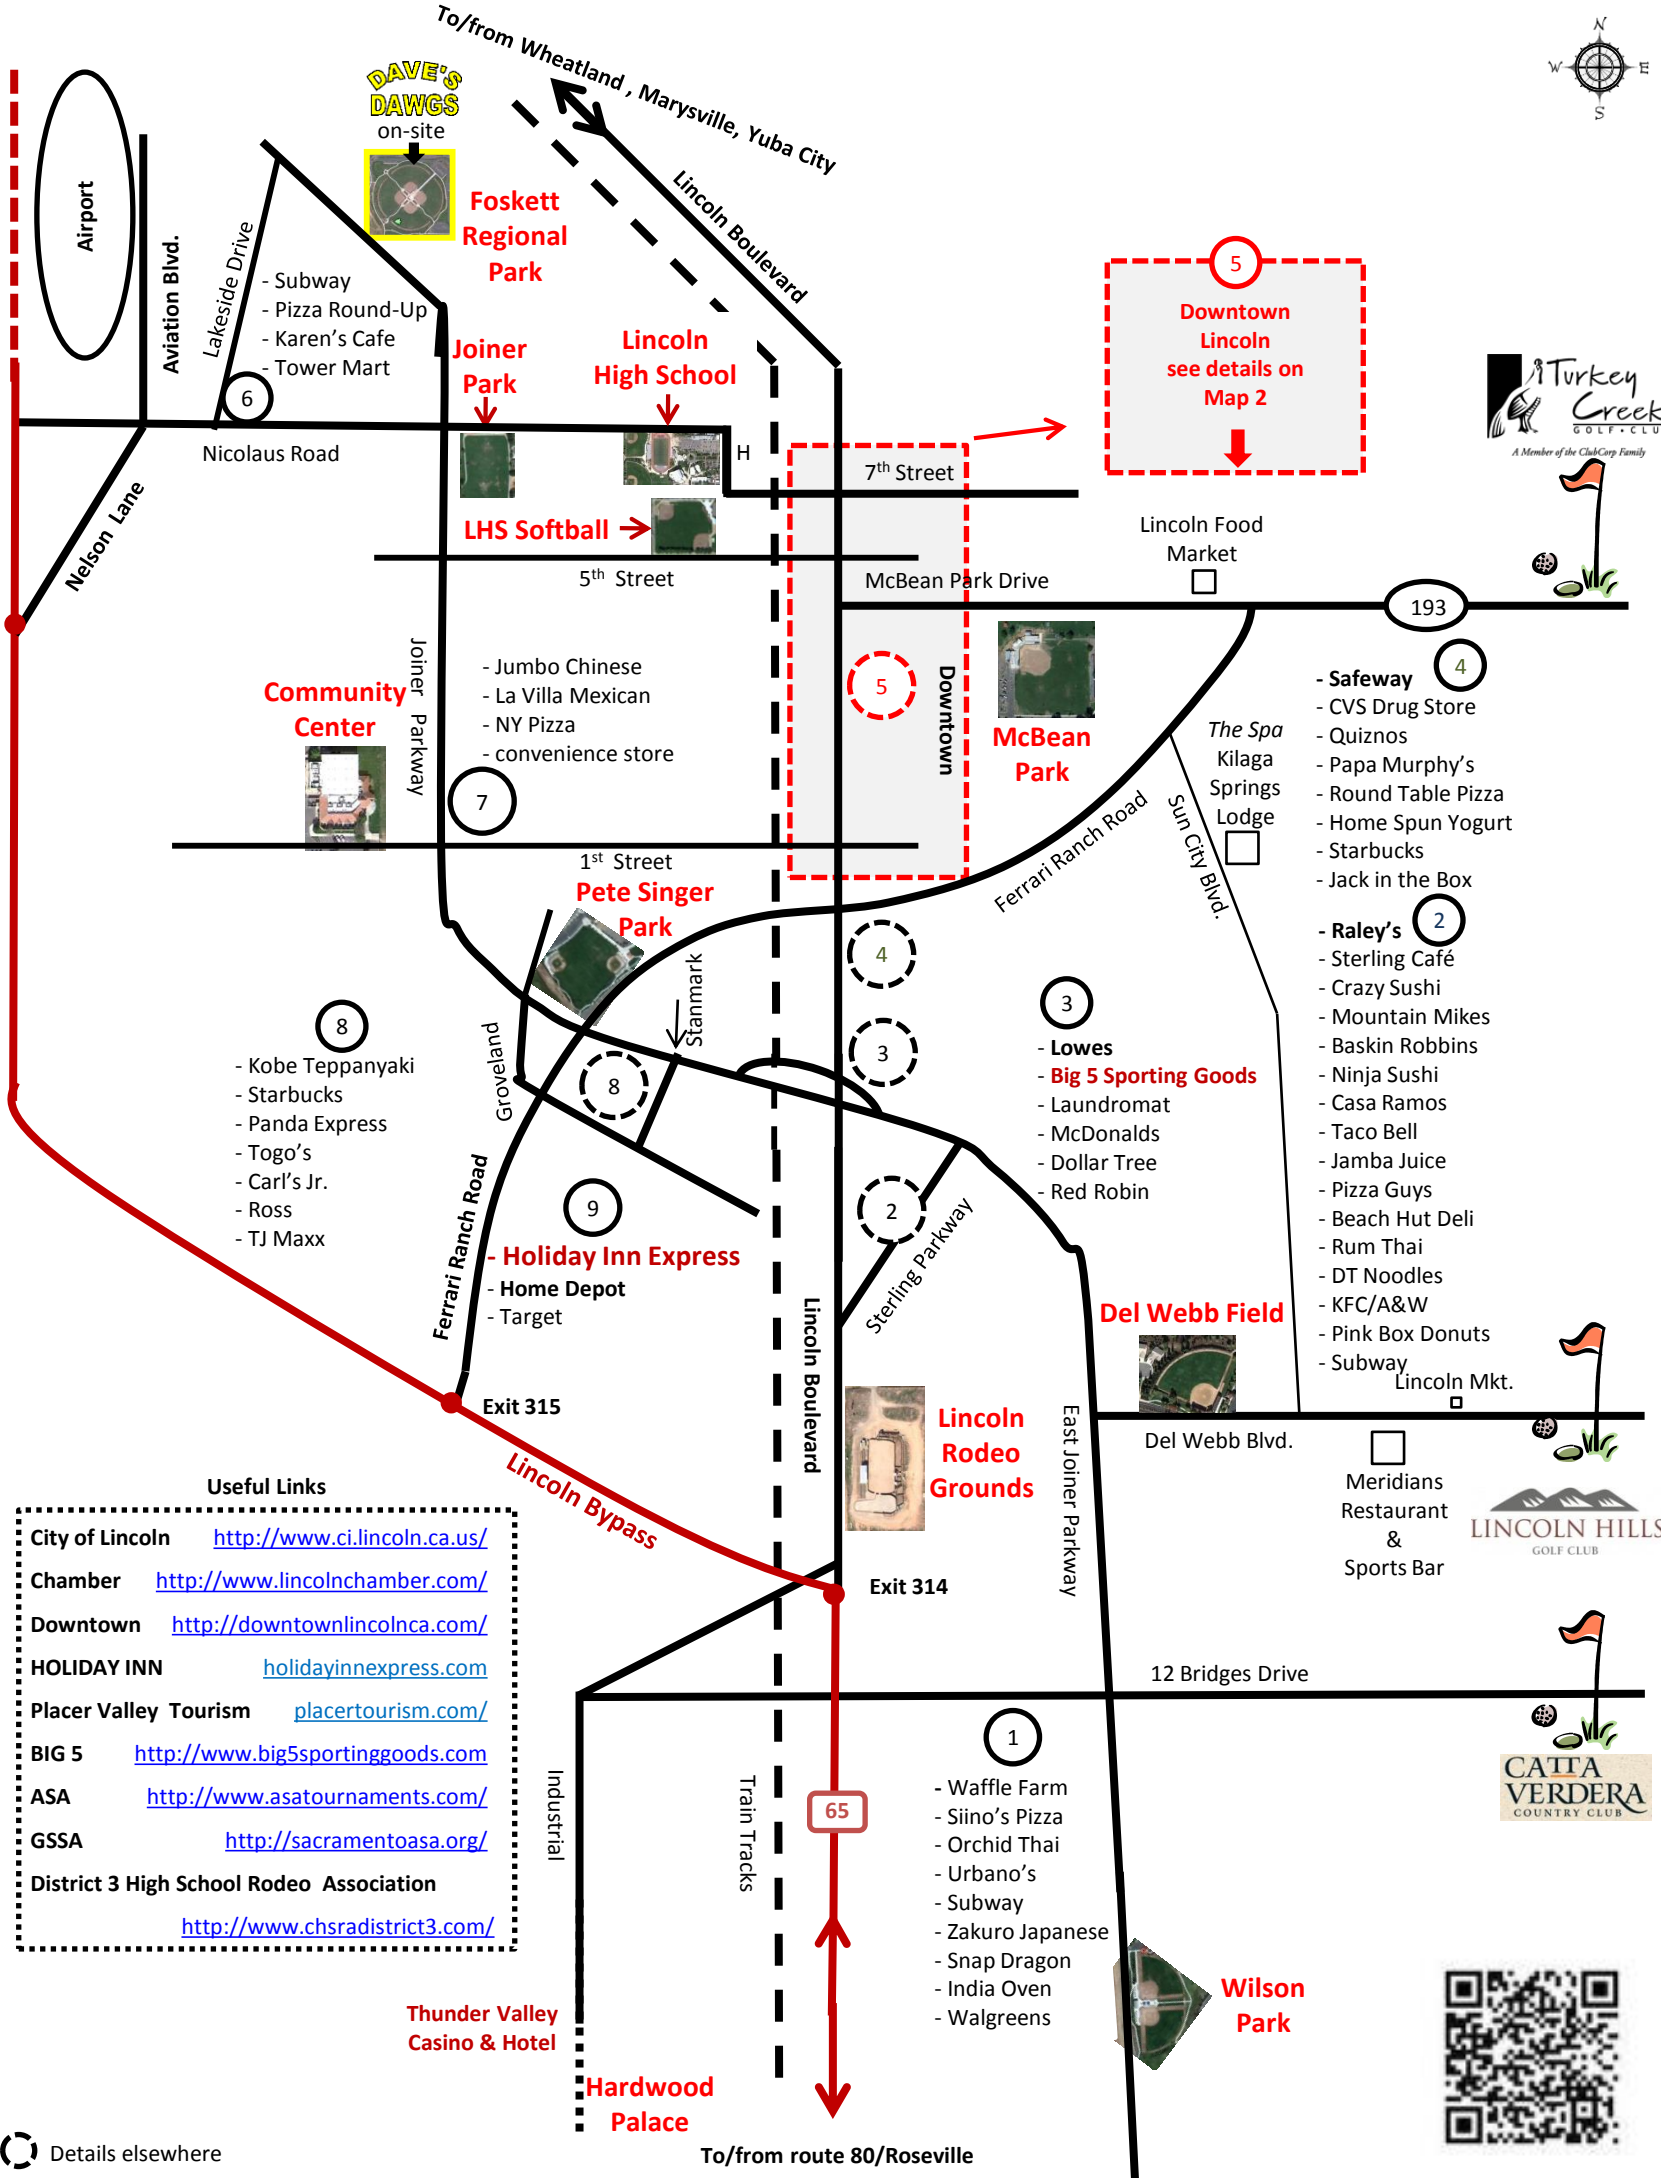 To/from Wheatland , Marysville, Yuba City
N
W
E
S
DAVE'S
DAWGS
on-site
Foskett
Regional
Park
Lincoln Boulevard
Airport
Aviation Blvd.
Lakeside Drive
- Subway
- Pizza Round-Up
- Karen's Cafe
- Tower Mart
6
Joiner
Park
Lincoln
High School
5
Downtown
Lincoln
see details on
Map 2
Turkey
Creek
GOLF • CLU
A Member of the ClubCorp Family
Nicolaus Road
H
7th Street
Nelson Lane
LHS Softball
5th Street
McBean Park Drive
Lincoln Food
Market
193
Joiner Parkway
- Jumbo Chinese
- La Villa Mexican
- NY Pizza
- convenience store
7
Community
Center
5
Downtown
McBean
Park
The Spa
Kilaga
Springs
Lodge
Sun City Blvd.
Ferrari Ranch Road
4
- Safeway
- CVS Drug Store
- Quiznos
- Papa Murphy's
- Round Table Pizza
- Home Spun Yogurt
- Starbucks
- Jack in the Box
1st Street
Pete Singer
Park
2
- Raley's
- Sterling Café
- Crazy Sushi
- Mountain Mikes
- Baskin Robbins
- Ninja Sushi
- Casa Ramos
- Taco Bell
- Jamba Juice
- Pizza Guys
- Beach Hut Deli
- Rum Thai
- DT Noodles
- KFC/A&W
- Pink Box Donuts
- Subway
4
Stanmark
3
3
- Lowes
- Big 5 Sporting Goods
- Laundromat
- McDonalds
- Dollar Tree
- Red Robin
8
- Kobe Teppanyaki
- Starbucks
- Panda Express
- Togo's
- Carl's Jr.
- Ross
- TJ Maxx
Groveland
8
2
Sterling Parkway
Ferrari Ranch Road
9
- Holiday Inn Express
- Home Depot
- Target
Lincoln Boulevard
Del Webb Field
Lincoln Mkt.
Exit 315
Lincoln
Rodeo
Grounds
East Joiner Parkway
Del Webb Blvd.
Meridians
Restaurant
&
Sports Bar
LINCOLN HILLS
GOLF CLUB
Lincoln Bypass
Exit 314
Useful Links
City of Lincoln http://www.ci.lincoln.ca.us/
Chamber http://www.lincolnchamber.com/
Downtown http://downtownlincolnca.com/
HOLIDAY INN holidayinnexpress.com
Placer Valley Tourism placertourism.com/
BIG 5 http://www.big5sportinggoods.com
ASA http://www.asatournaments.com/
GSSA http://sacramentoasa.org/
District 3 High School Rodeo Association
http://www.chsradistrict3.com/
12 Bridges Drive
1
- Waffle Farm
- Siino's Pizza
- Orchid Thai
- Urbano's
- Subway
- Zakuro Japanese
- Snap Dragon
- India Oven
- Walgreens
CATTA
VERDERA
COUNTRY CLUB
Industrial
Train Tracks
65
Wilson
Park
Thunder Valley
Casino & Hotel
Hardwood
Palace
Details elsewhere
To/from route 80/Roseville